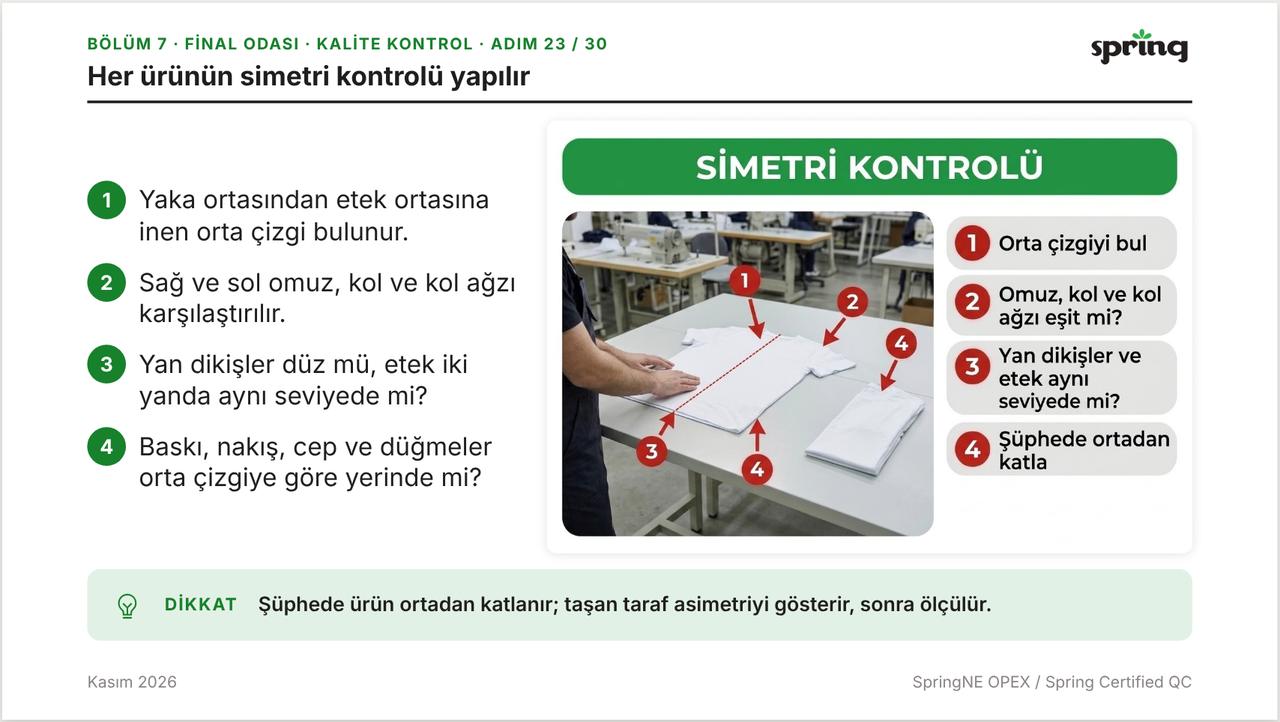 BÖLÜM 7 · FİNAL ODASI · KALİTE KONTROL · ADIM 23 / 30
Her ürünün simetri kontrolü yapılır
spring
1 Yaka ortasından etek ortasına
inen orta çizgi bulunur.
2 Sağ ve sol omuz, kol ve kol ağzı
karşılaştırılır.
3 Yan dikişler düz mü, etek iki
yanda aynı seviyede mi?
4 Baskı, nakış, cep ve düğmeler
orta çizgiye göre yerinde mi?
SİMETRİ KONTROLÜ
1
2
4
3
4
1 Orta çizgiyi bul
2 Omuz, kol ve kol
ağzı eşit mi?
3 Yan dikişler ve
etek aynı
seviyede mi?
4 Şüphede ortadan
katla
DİKKAT Şüphede ürün ortadan katlanır; taşan taraf asimetriyi gösterir, sonra ölçülür.
Kasım 2026
SpringNE OPEX / Spring Certified QC